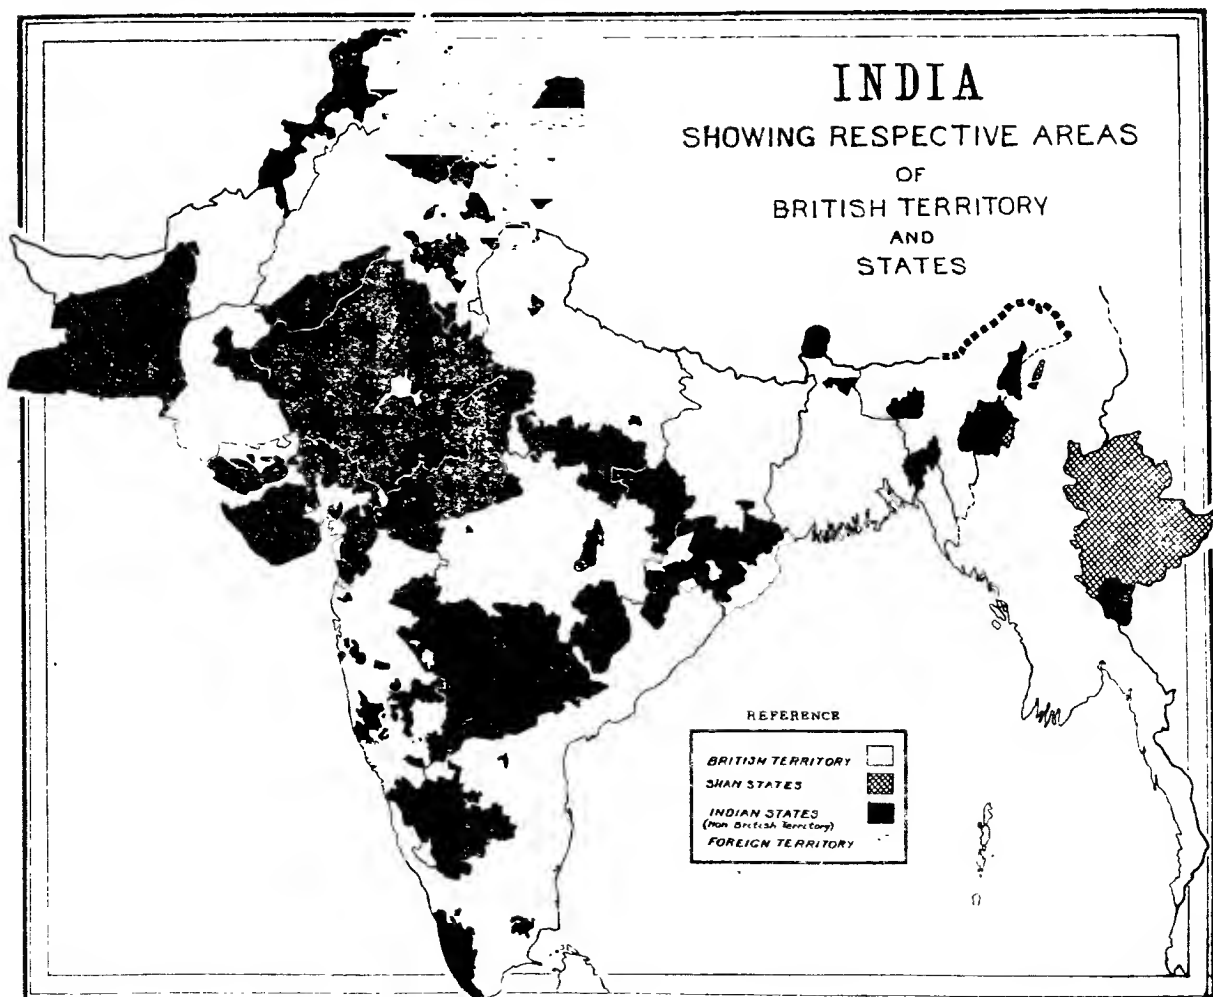 INDIA
SHOWING RESPECTIVE AREAS
OF
BRITISH TERRITORY
AND
STATES
REFERENCE
BRITISH TERRITORY
SHAN STATES
INDIAN STATES
(Non British Territory)
FOREIGN TERRITORY